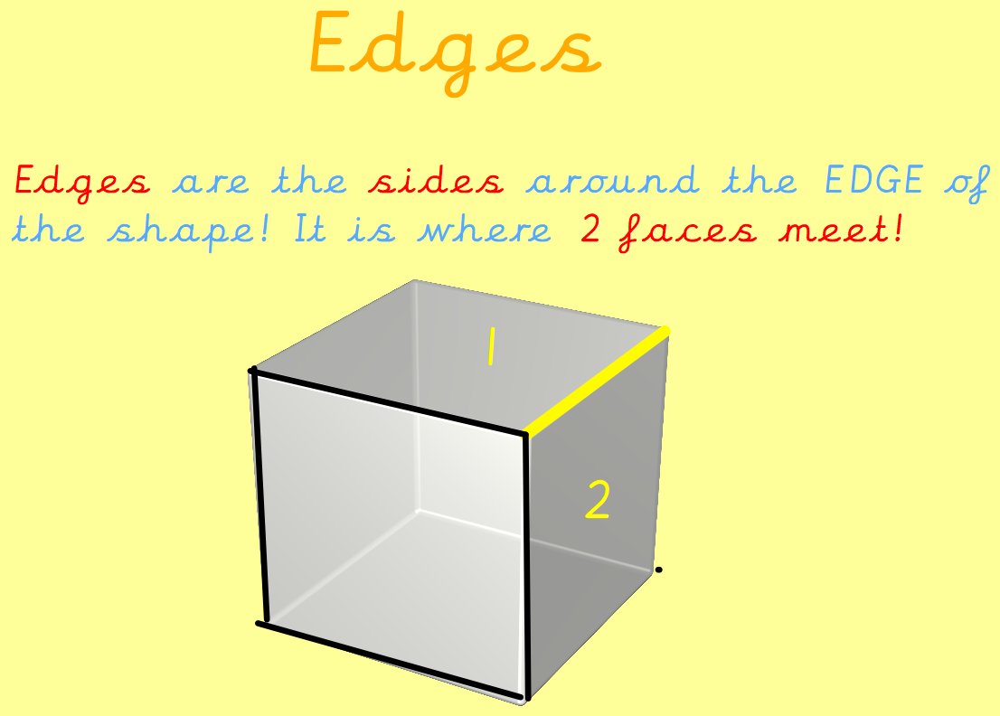 Edges
Edges are the sides around the EDGE of
the shape! It is where 2 faces meet!
1
2